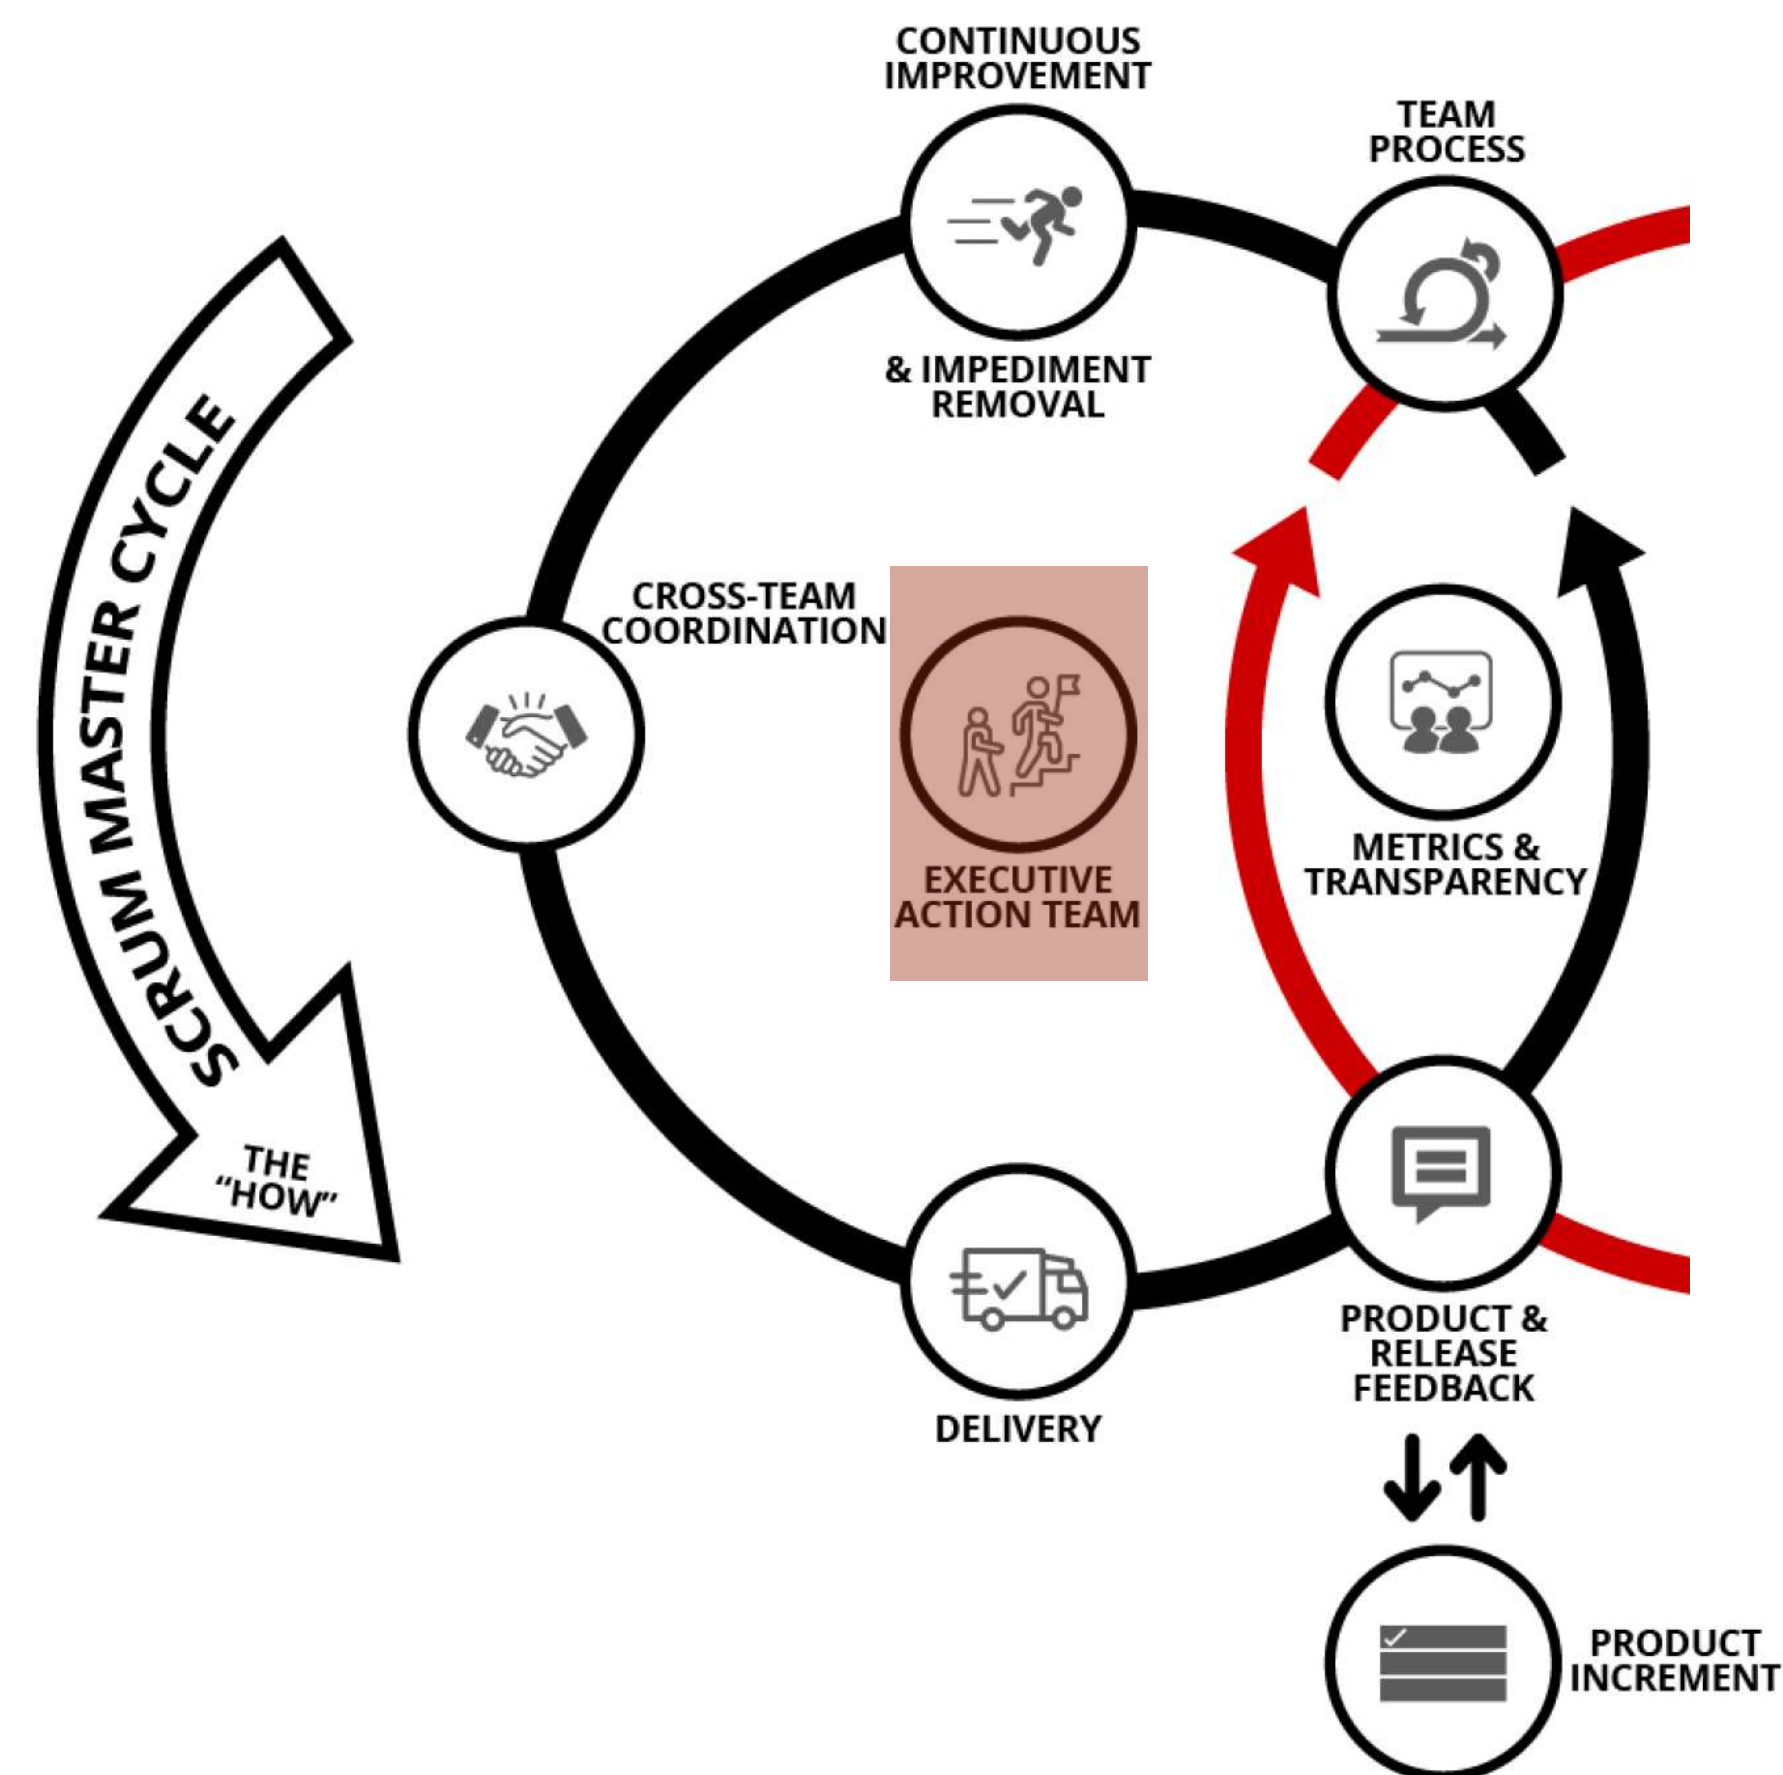 CONTINUOUS
IMPROVEMENT
& IMPEDIMENT
REMOVAL
TEAM
PROCESS
SCRUM MASTER CYCLE
THE
“HOW”
CROSS-TEAM
COORDINATION
EXECUTIVE
ACTION TEAM
METRICS &
TRANSPARENCY
DELIVERY
PRODUCT &
RELEASE
FEEDBACK
PRODUCT
INCREMENT